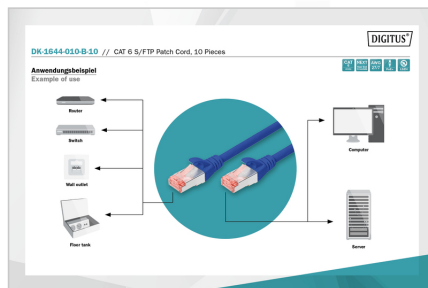 DIGITUS®
DK-1644-010-B-10 // CAT 6 S/FTP Patch Cord, 10 Pieces
Anwendungsbeispiel
Example of use
Router
Switch
Wall outlet
Floor tank
Computer
Server